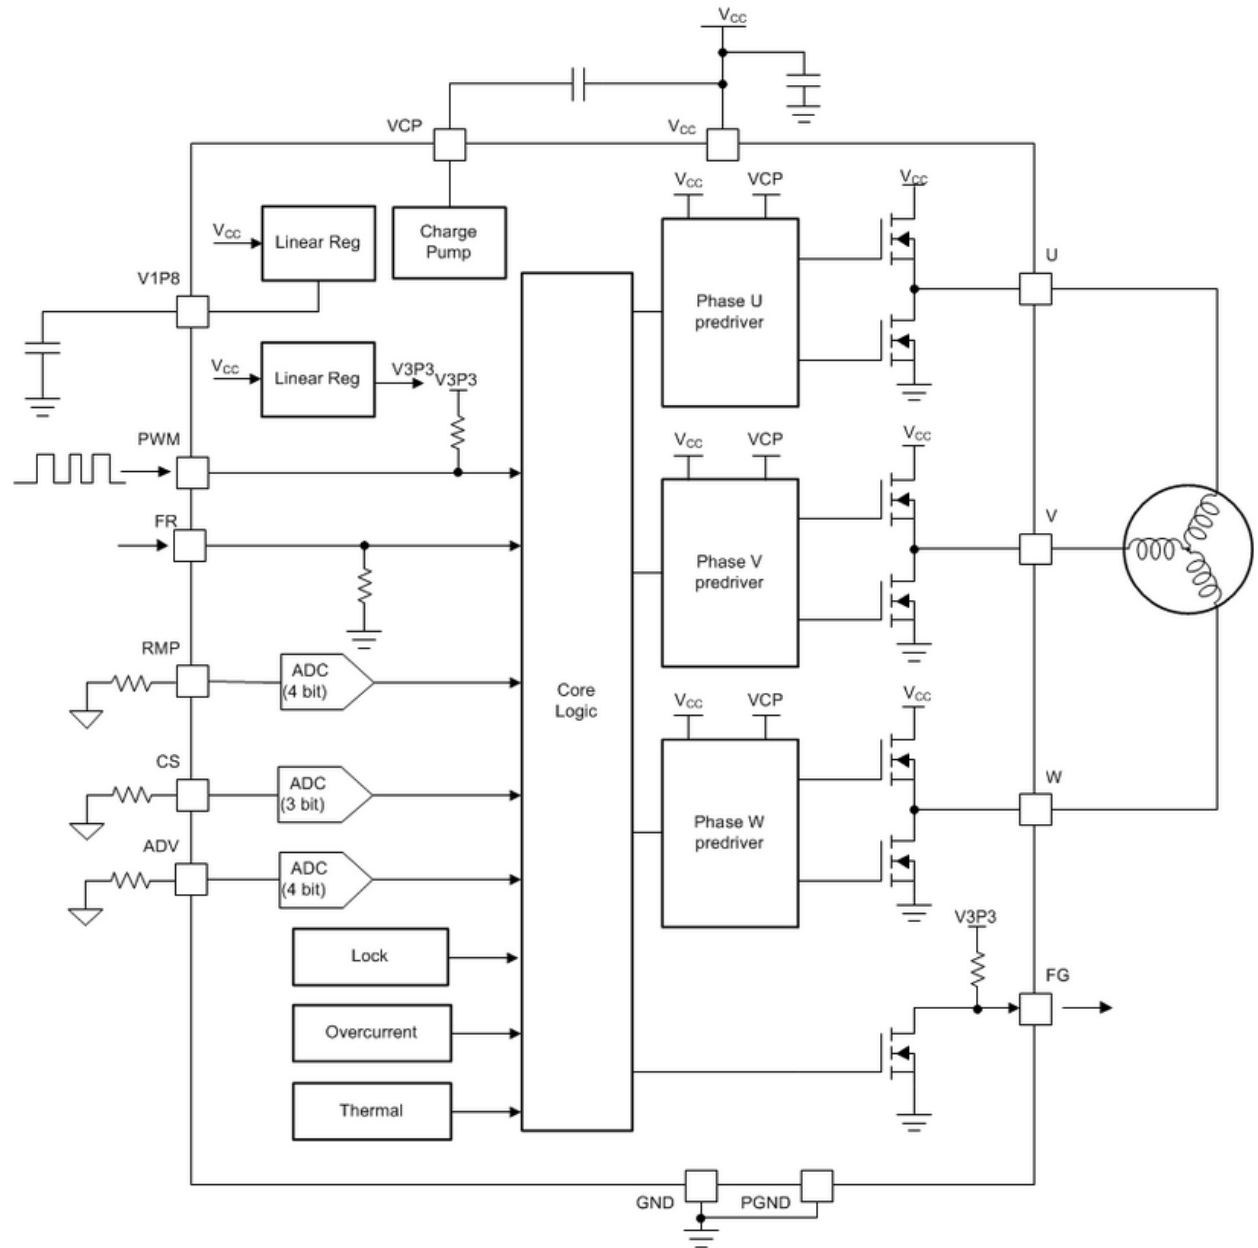 VCC
VCP
VCC
VCC
Linear Reg
Charge
Pump
VCC
VCP
VCC
U
V1P8
Phase U
predriver
VCC
Linear Reg
V3P3
V3P3
PWM
VCC
VCP
VCC
FR
V
Phase V
predriver
RMP
ADC
(4 bit)
Core
Logic
VCC
VCP
VCC
CS
ADC
(3 bit)
W
Phase W
predriver
ADV
ADC
(4 bit)
V3P3
Lock
FG
Overcurrent
Thermal
GND
PGND